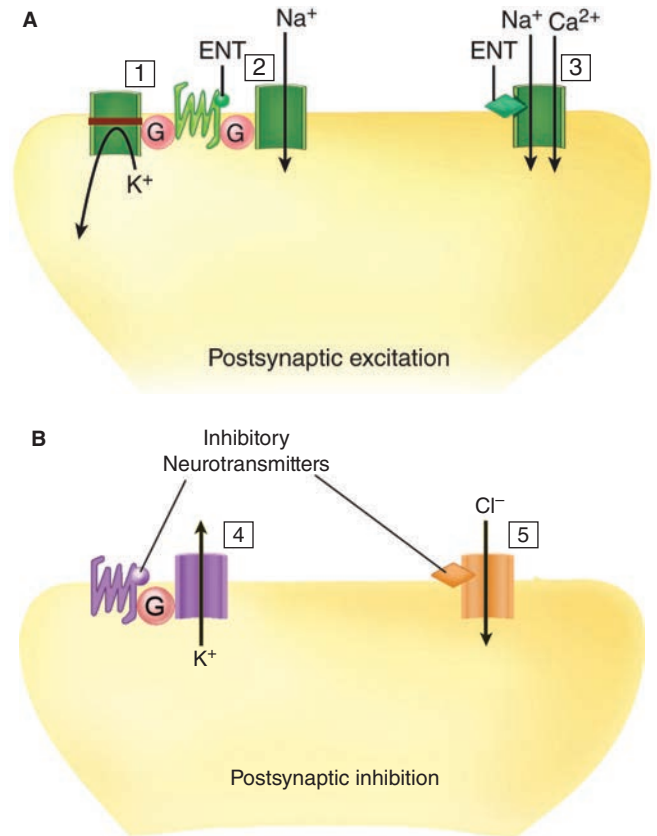 A
Na⁺
ENT
1
2
G
G
K⁺
ENT
Na⁺
Ca²⁺
3
Postsynaptic excitation
B
Inhibitory
Neurotransmitters
4
G
K⁺
Cl⁻
5
Postsynaptic inhibition